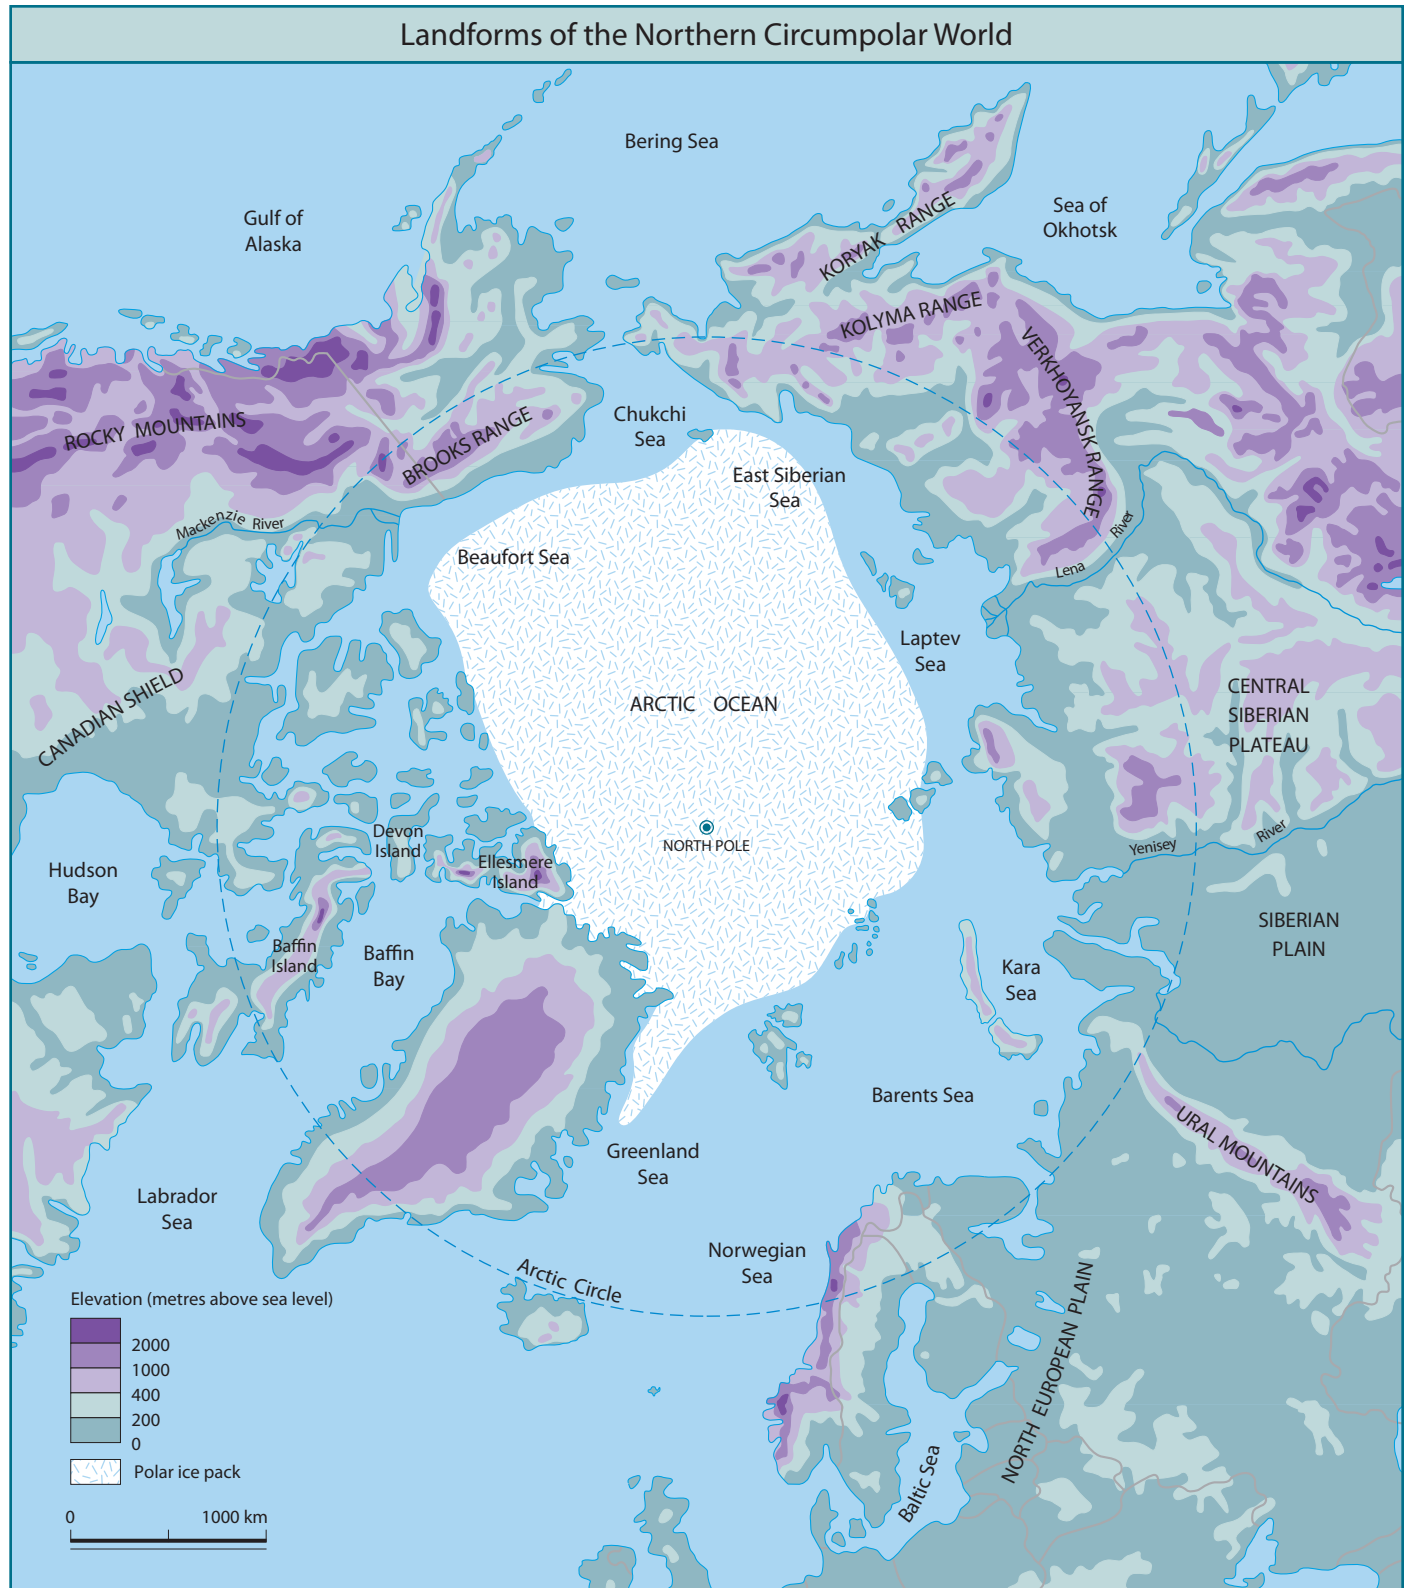 Landforms of the Northern Circumpolar World
Bering Sea
Gulf of
Alaska
Sea of
Okhotsk
KORYAK RANGE
KOLYMA RANGE
VERKHOYANSK RANGE
ROCKY MOUNTAINS
BROOKS RANGE
Chukchi
Sea
East Siberian
Sea
Mackenzie River
Beaufort Sea
Lena River
Laptev
Sea
CANADIAN SHIELD
ARCTIC OCEAN
CENTRAL
SIBERIAN
PLATEAU
NORTH POLE
Devon
Island
Ellesmere
Island
Yenisey River
Hudson
Bay
Baffin
Island
Baffin
Bay
SIBERIAN
PLAIN
Kara
Sea
Barents Sea
URAL MOUNTAINS
Greenland
Sea
Labrador
Sea
Norwegian
Sea
Arctic Circle
NORTH EUROPEAN PLAIN
Baltic Sea
Elevation (metres above sea level)
2000
1000
400
200
0
Polar ice pack
0 1000 km